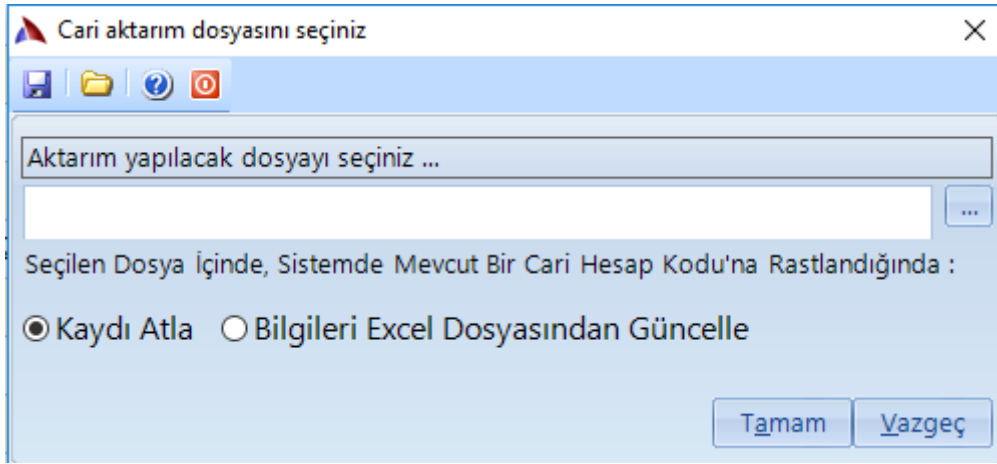 Cari aktarım dosyasını seçiniz
Aktarım yapılacak dosyayı seçiniz ...
...
Seçilen Dosya İçinde, Sistemde Mevcut Bir Cari Hesap Kodu'na Rastlandığında :
Kaydı Atla Bilgileri Excel Dosyasından Güncelle
Tamam Vazgeç